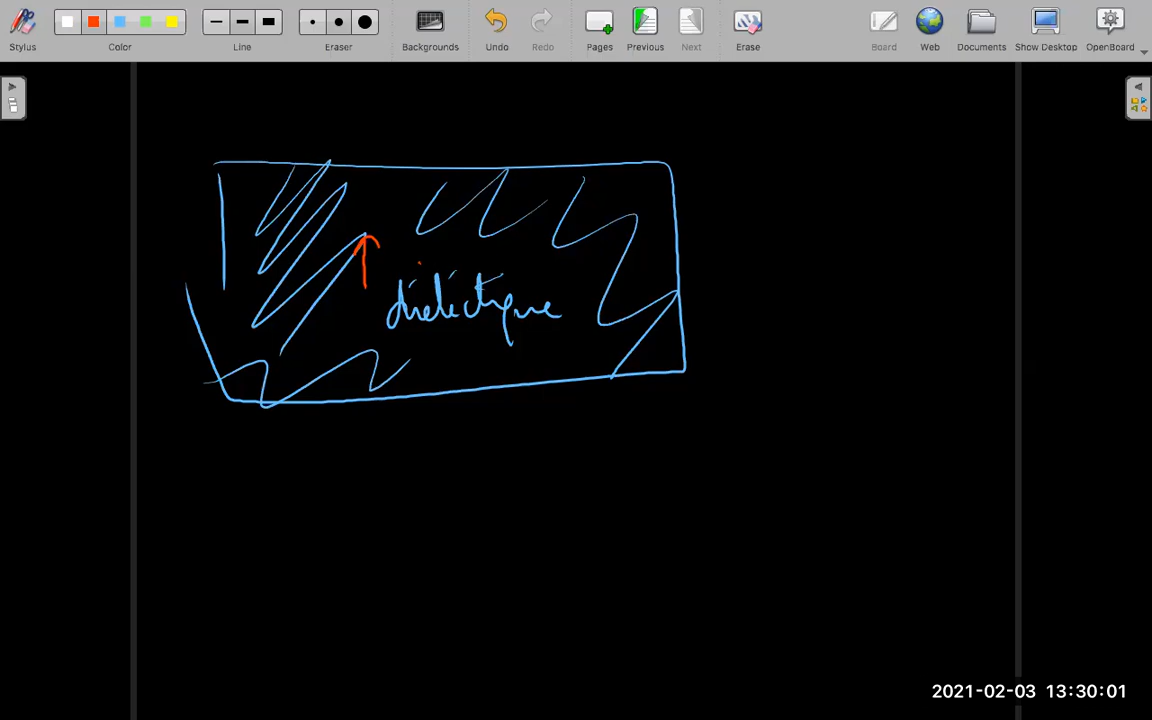 Stylus Color Line Eraser Backgrounds Undo Redo Pages Previous Next Erase Board Web Documents Show Desktop OpenBoard
diélectrique
2021-02-03 13:30:01